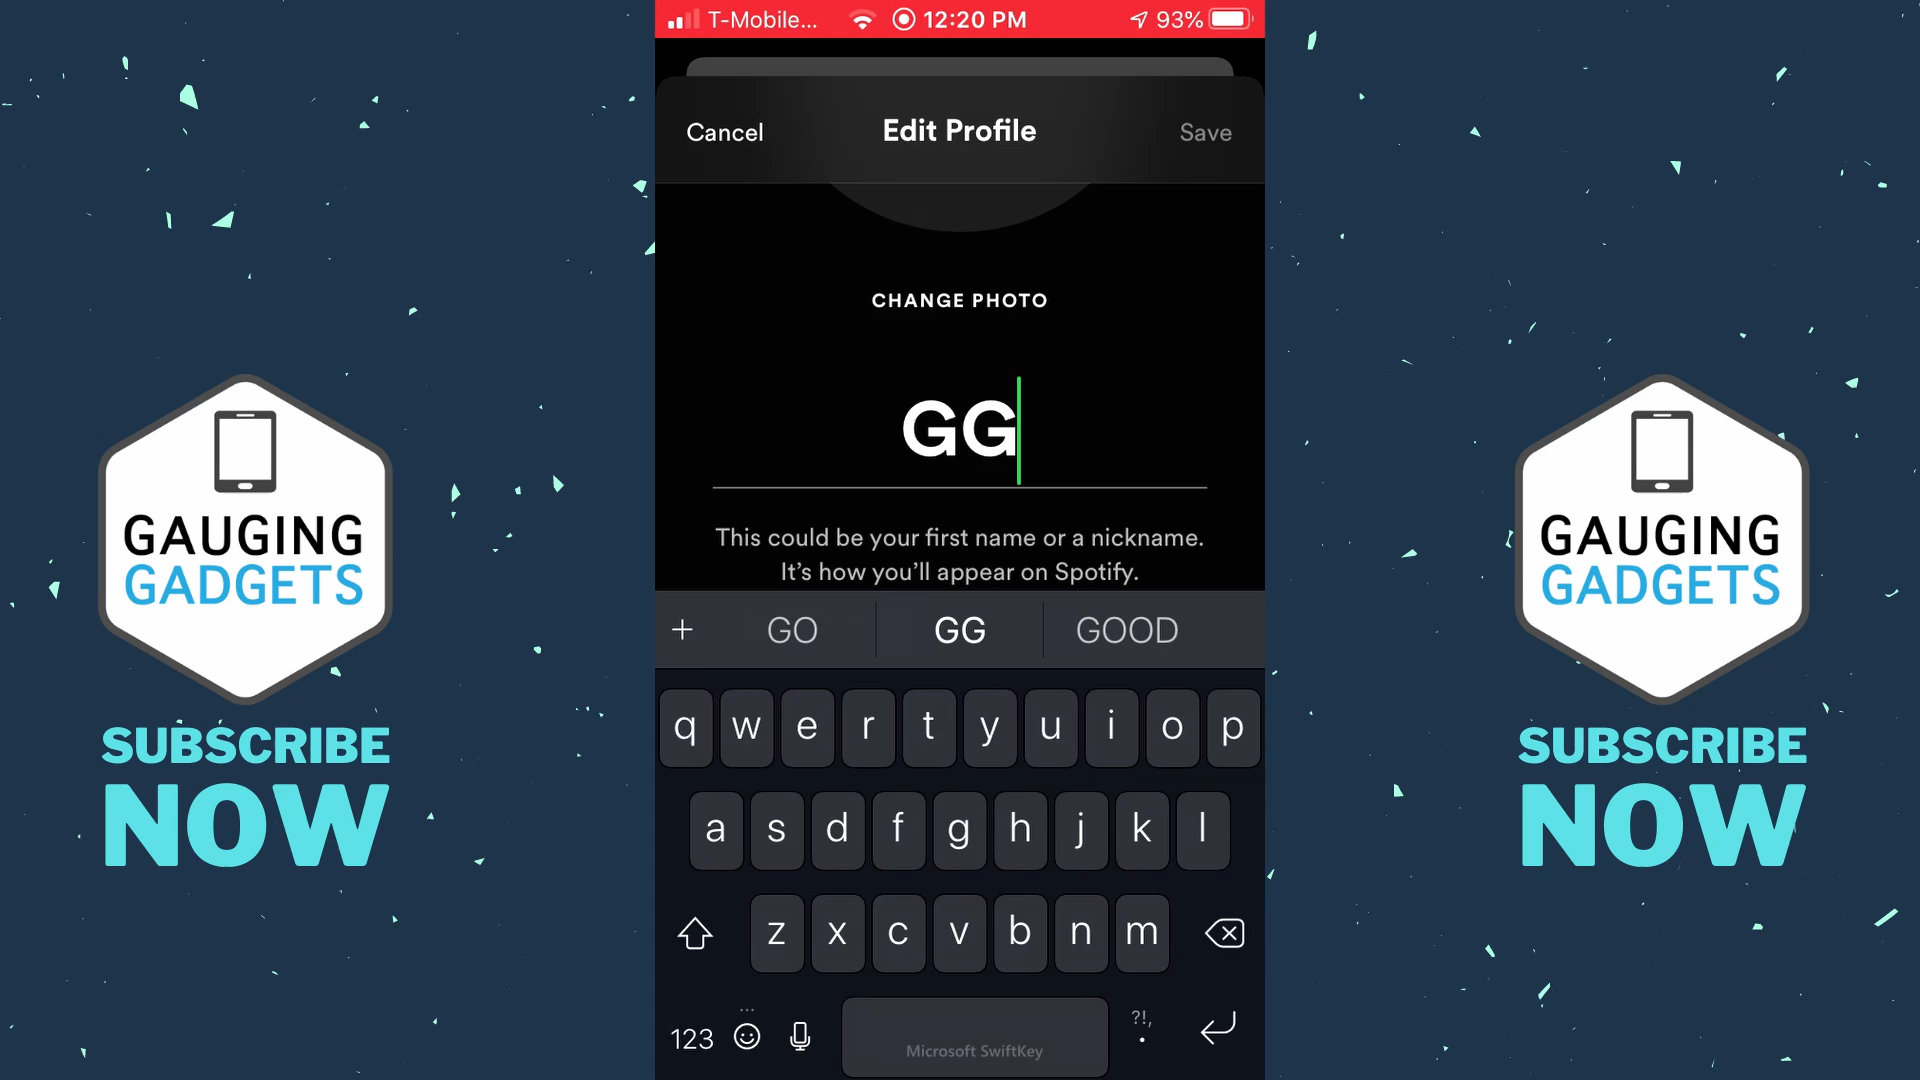 T-Mobile... 12:20 PM 93%
Cancel Edit Profile Save
CHANGE PHOTO
GG
This could be your first name or a nickname.
It's how you'll appear on Spotify.
+ GO GG GOOD
q w e r t y u i o p
a s d f g h j k l
z x c v b n m
123 Microsoft SwiftKey ?!, .
GAUGING
GADGETS
SUBSCRIBE
NOW
GAUGING
GADGETS
SUBSCRIBE
NOW